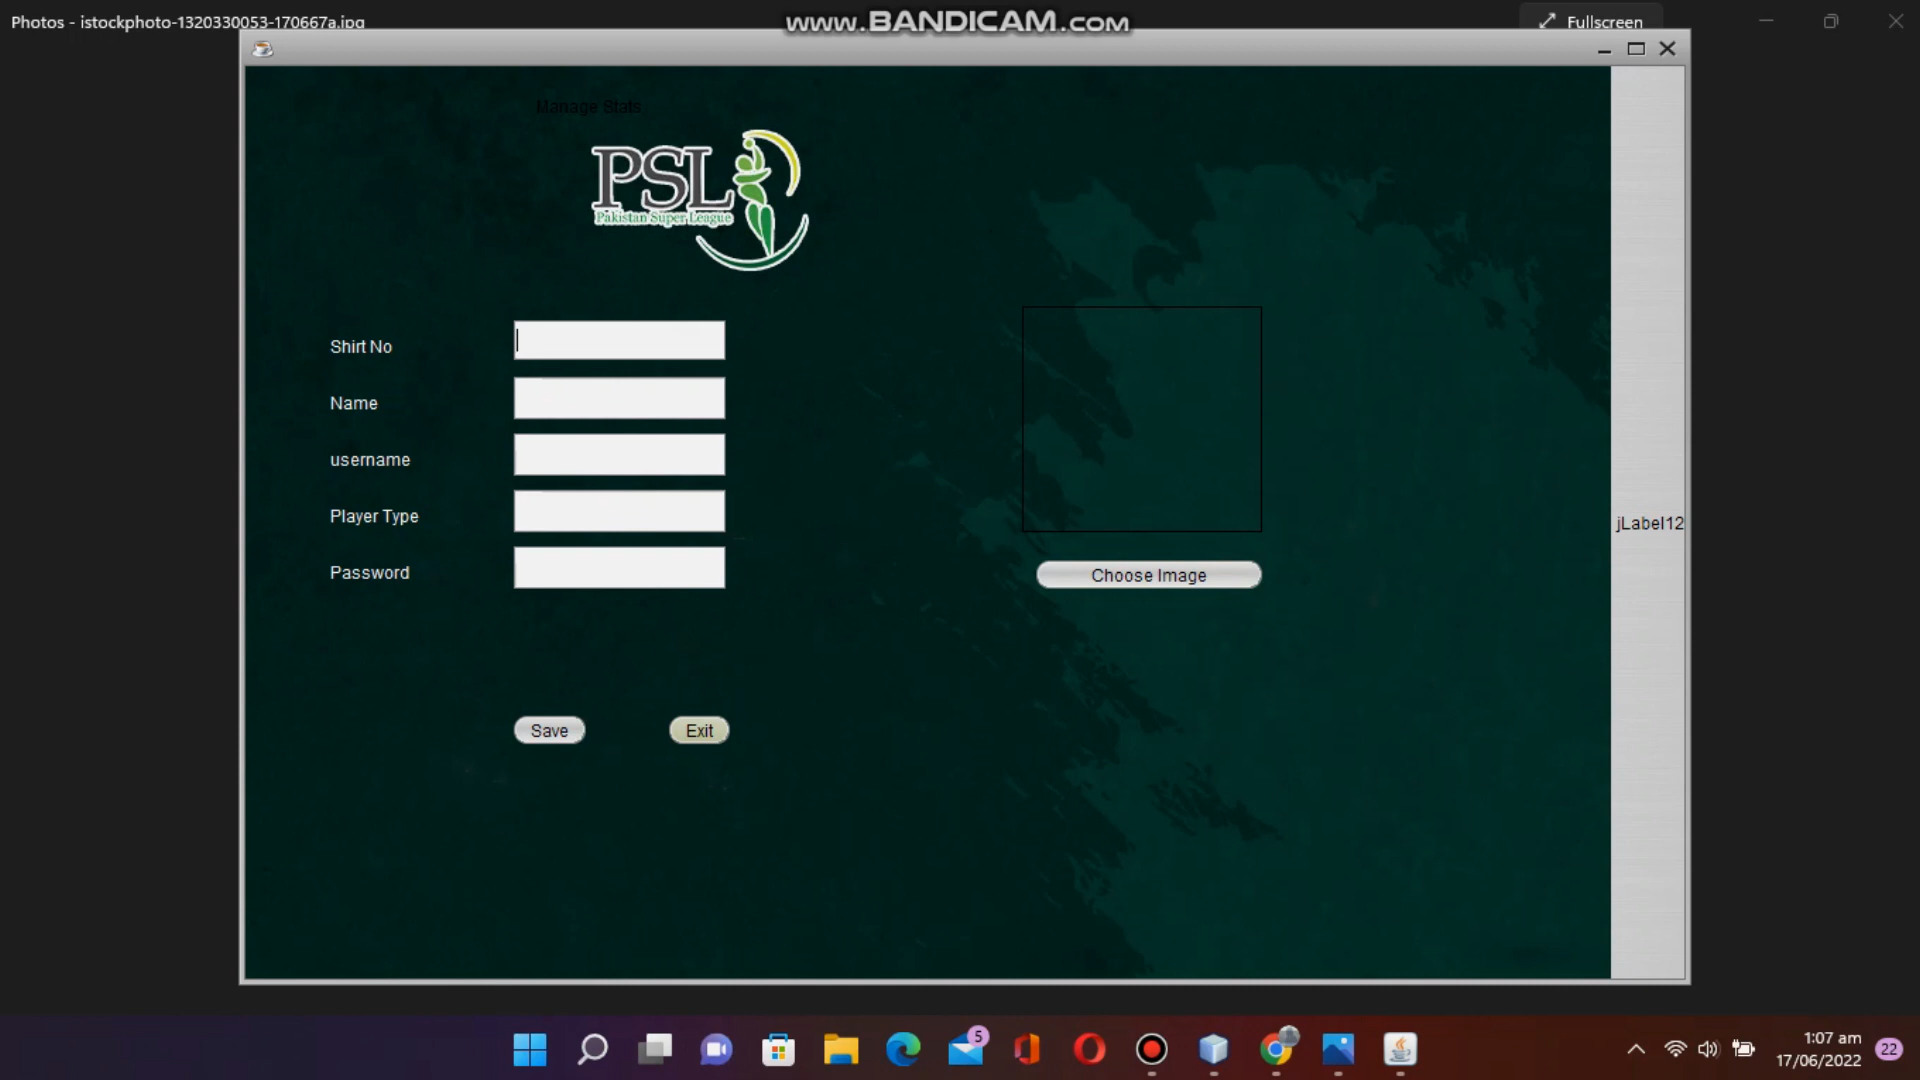 Photos - istockphoto-1320330053-170667a.jpg
www.BANDICAM.com
Fullscreen
Manage Stats
PSL
Pakistan Super League
Shirt No
Name
username
Player Type
Password
Choose Image
jLabel12
Save
Exit
5
1:07 am
17/06/2022
22